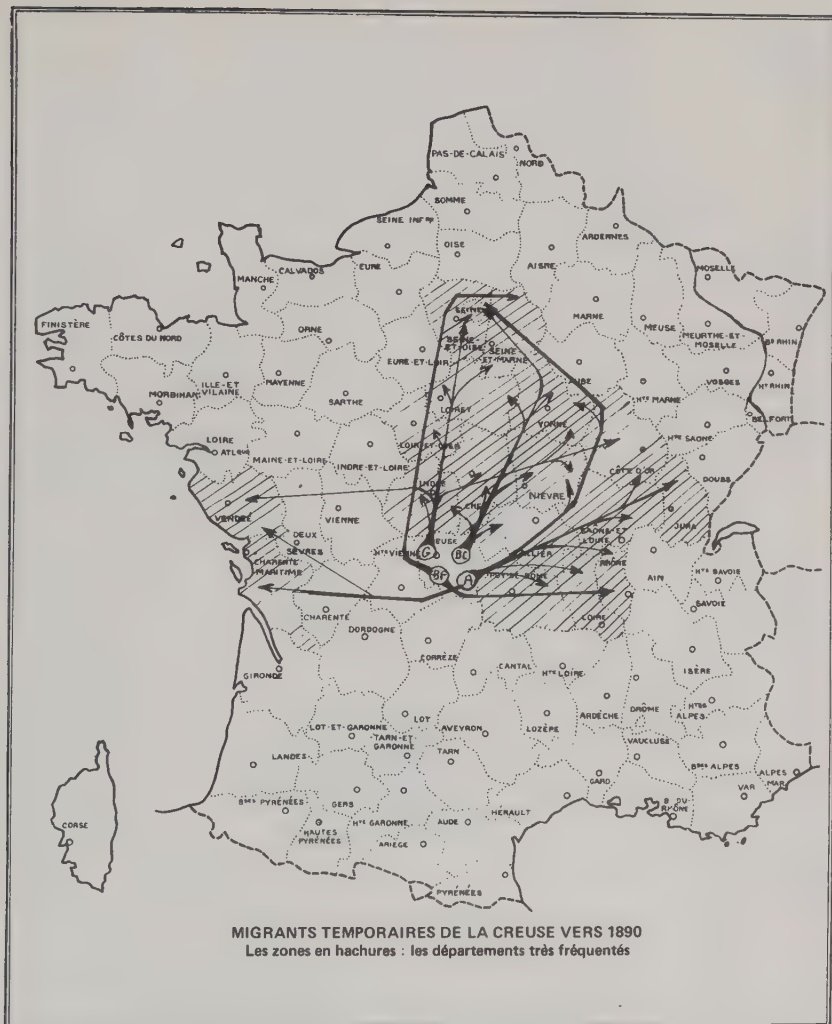 PAS-DE-CALAIS
NORD
SOMME
SEINE INFRE
ARDENNES
OISE
AISNE
MOSELLE
MANCHE
CALVADOS
EURE
SEINE
MARNE
MEUSE
MEURTHE-ET-
MOSELLE
BS RHIN
FINISTÈRE
CÔTES DU NORD
ORNE
SEINE-
ET-OISE
SEINE
ET-MARNE
EURE-ET-LOIR
AUBE
VOSGES
HT RHIN
ILLE-ET
VILAINE
MAYENNE
MORBIHAN
SARTHE
LOIRET
YONNE
HTE MARNE
BELFORT
LOIRE
ATLQUE
LOIR-ET-CHER
HTE SAONE
MAINE-ET-LOIRE
INDRE-ET-LOIRE
CÔTE D'OR
DOUBS
INDRE
NIÈVRE
CHER
VENDÉE
VIENNE
JURA
DEUX
SÈVRES
SAÔNE-ET
LOIRE
HTE VIENNE
CREUSE
G
BC
ALLIER
CHARENTE
MARITIME
BF
A
PUY-DE-DÔME
RHÔNE
AIN
HTE SAVOIE
SAVOIE
CHARENTE
LOIRE
DORDOGNE
CORRÈZE
GIRONDE
CANTAL
HTE LOIRE
ISÈRE
LOT-ET-GARONNE
LOT
AVEYRON
LOZÈRE
ARDÈCHE
DRÔME
HTES
ALPES
TARN-ET
GARONNE
TARN
VAUCLUSE
LANDES
BSES ALPES
ALPES
MAR.
GARD
VAR
BSES PYRÉNÉES
GERS
HÉRAULT
B. DU
RHÔNE
CORSE
HTE GARONNE
AUDE
HAUTES
PYRÉNÉES
ARIÈGE
PYRÉNÉES
MIGRANTS TEMPORAIRES DE LA CREUSE VERS 1890
Les zones en hachures : les départements très fréquentés